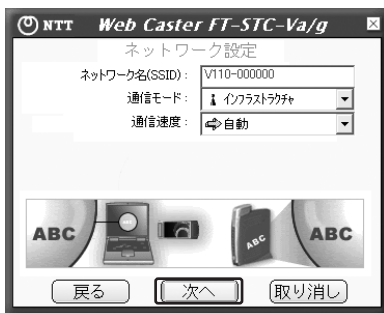 NTT Web Caster FT-STC-Va/g
ネットワーク設定
ネットワーク名(SSID): V110-000000
通信モード: インフラストラクチャ
通信速度: 自動
ABC ABC ABC
戻る 次へ 取り消し